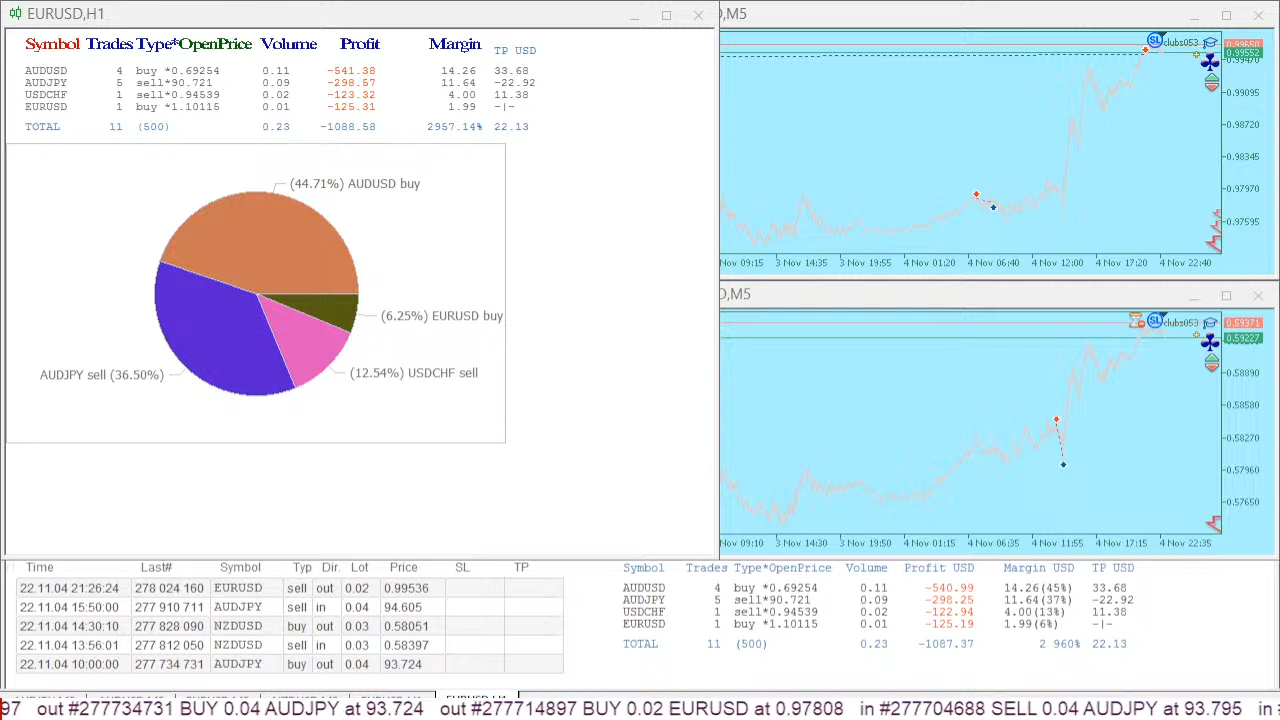 EURUSD,H1
Symbol Trades Type*OpenPrice Volume Profit Margin TP USD
AUDUSD 4 buy *0.69254 0.11 -541.38 14.26 33.68
AUDJPY 5 sell*90.721 0.09 -298.57 11.64 -22.92
USDCHF 1 sell*0.94539 0.02 -123.32 4.00 11.38
EURUSD 1 buy *1.10115 0.01 -125.31 1.99 -|-
TOTAL 11 (500) 0.23 -1088.58 2957.14% 22.13
(44.71%) AUDUSD buy
(6.25%) EURUSD buy
(12.54%) USDCHF sell
AUDJPY sell (36.50%)
D,M5
SL clubs053
0.99650
0.99552
0.99470
0.99095
0.98720
0.98345
0.97970
0.97595
Nov 09:15 3 Nov 14:35 3 Nov 19:55 4 Nov 01:20 4 Nov 06:40 4 Nov 12:00 4 Nov 17:20 4 Nov 22:40
D,M5
SL clubs053
0.59371
0.59227
0.58890
0.58580
0.58270
0.57960
0.57650
Nov 09:10 3 Nov 14:30 3 Nov 19:50 4 Nov 01:15 4 Nov 06:35 4 Nov 11:55 4 Nov 17:15 4 Nov 22:35
Time Last# Symbol Typ Dir. Lot Price SL TP
22.11.04 21:26:24 278 024 160 EURUSD sell out 0.02 0.99536
22.11.04 15:50:00 277 910 711 AUDJPY sell in 0.04 94.605
22.11.04 14:30:10 277 828 090 NZDUSD buy out 0.03 0.58051
22.11.04 13:56:01 277 812 050 NZDUSD sell in 0.03 0.58397
22.11.04 10:00:00 277 734 731 AUDJPY buy out 0.04 93.724
Symbol Trades Type*OpenPrice Volume Profit USD Margin USD TP USD
AUDUSD 4 buy *0.69254 0.11 -540.99 14.26(45%) 33.68
AUDJPY 5 sell*90.721 0.09 -298.25 11.64(37%) -22.92
USDCHF 1 sell*0.94539 0.02 -122.94 4.00(13%) 11.38
EURUSD 1 buy *1.10115 0.01 -125.19 1.99(6%) -|-
TOTAL 11 (500) 0.23 -1087.37 2 960% 22.13
EURUSD,H1
97 out #277734731 BUY 0.04 AUDJPY at 93.724 out #277714897 BUY 0.02 EURUSD at 0.97808 in #277704688 SELL 0.04 AUDJPY at 93.795 in